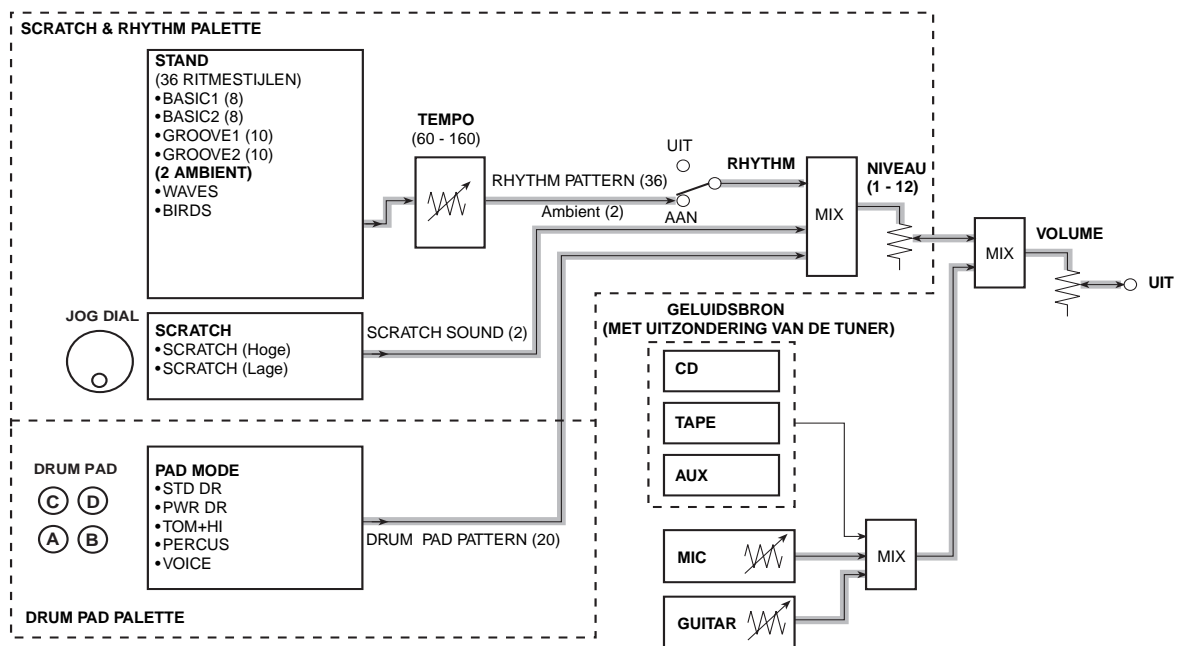 SCRATCH & RHYTHM PALETTE
STAND
(36 RITMESTIJLEN)
•BASIC1 (8)
•BASIC2 (8)
•GROOVE1 (10)
•GROOVE2 (10)
(2 AMBIENT)
•WAVES
•BIRDS
TEMPO
(60 - 160)
RHYTHM PATTERN (36)
Ambient (2)
UIT
AAN
RHYTHM
MIX
NIVEAU
(1 - 12)
MIX
VOLUME
UIT
JOG DIAL
SCRATCH
•SCRATCH (Hoge)
•SCRATCH (Lage)
SCRATCH SOUND (2)
GELUIDSBRON
(MET UITZONDERING VAN DE TUNER)
CD
TAPE
AUX
DRUM PAD
C D
A B
PAD MODE
•STD DR
•PWR DR
•TOM+HI
•PERCUS
•VOICE
DRUM PAD PATTERN (20)
MIC
MIX
GUITAR
DRUM PAD PALETTE